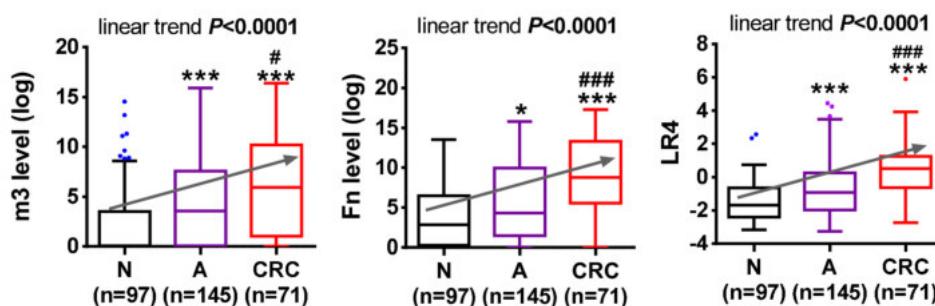 linear trend P<0.0001
m3 level (log)
20
15
10
5
0
#
***
***
N A CRC
(n=97) (n=145) (n=71)
linear trend P<0.0001
Fn level (log)
20
15
10
5
0
###
*
***
N A CRC
(n=97) (n=145) (n=71)
linear trend P<0.0001
LR4
8
6
4
2
0
-2
-4
###
***
***
N A CRC
(n=97) (n=145) (n=71)